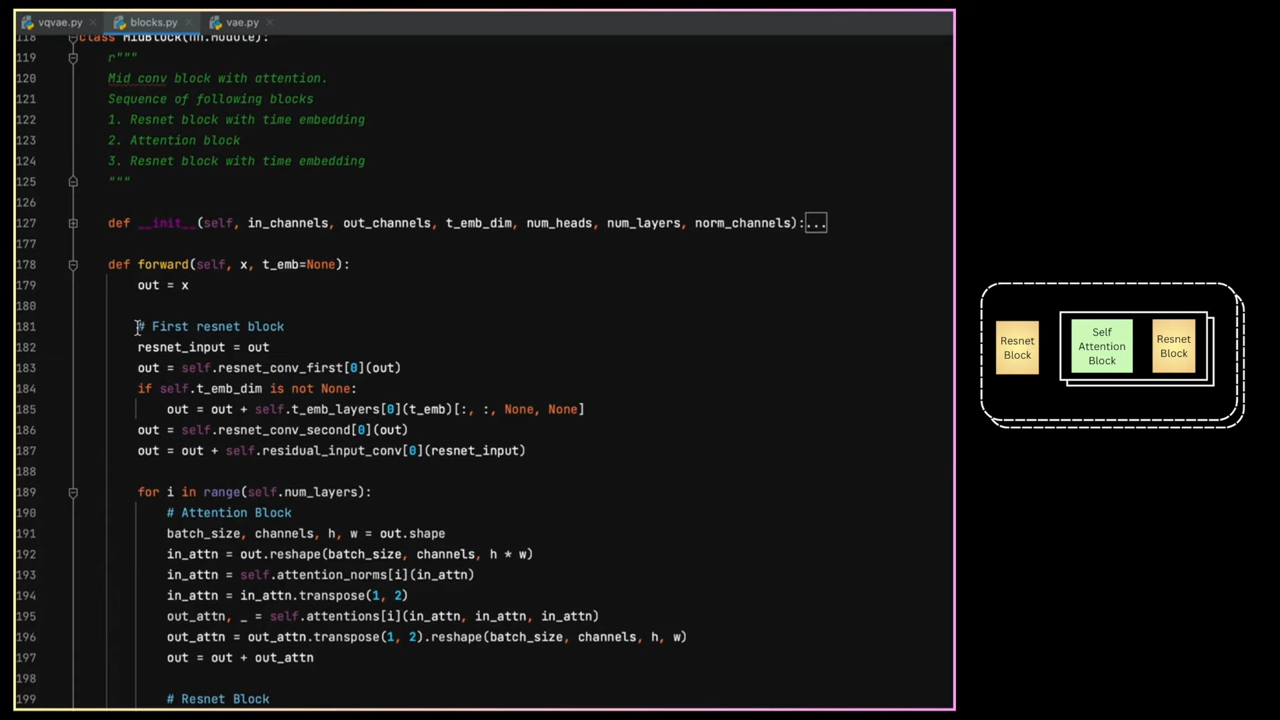 vqvae.py
blocks.py
vae.py
118 class MidBlock(nn.Module):
119 r"""
120 Mid conv block with attention.
121 Sequence of following blocks
122 1. Resnet block with time embedding
123 2. Attention block
124 3. Resnet block with time embedding
125 """
126
127 def __init__(self, in_channels, out_channels, t_emb_dim, num_heads, num_layers, norm_channels):...
177
178 def forward(self, x, t_emb=None):
179 out = x
180
181 # First resnet block
182 resnet_input = out
183 out = self.resnet_conv_first[0](out)
184 if self.t_emb_dim is not None:
185 out = out + self.t_emb_layers[0](t_emb)[:, :, None, None]
186 out = self.resnet_conv_second[0](out)
187 out = out + self.residual_input_conv[0](resnet_input)
188
189 for i in range(self.num_layers):
190 # Attention Block
191 batch_size, channels, h, w = out.shape
192 in_attn = out.reshape(batch_size, channels, h * w)
193 in_attn = self.attention_norms[i](in_attn)
194 in_attn = in_attn.transpose(1, 2)
195 out_attn, _ = self.attentions[i](in_attn, in_attn, in_attn)
196 out_attn = out_attn.transpose(1, 2).reshape(batch_size, channels, h, w)
197 out = out + out_attn
198
199 # Resnet Block
Resnet
Block
Self
Attention
Block
Resnet
Block